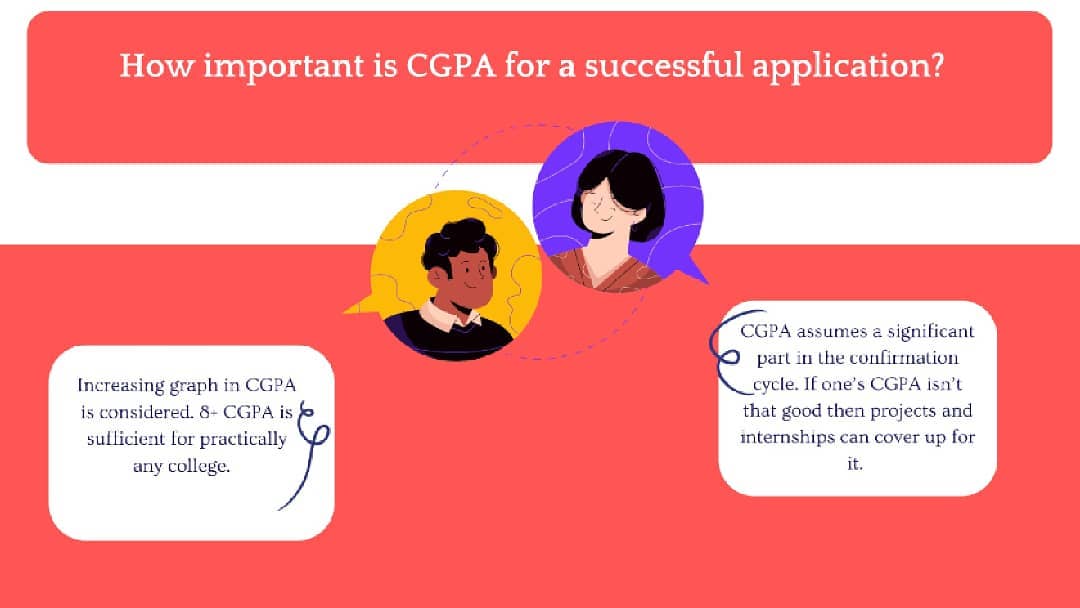 How important is CGPA for a successful application?
Increasing graph in CGPA
is considered. 8+ CGPA is
sufficient for practically
any college.
CGPA assumes a significant
part in the confirmation
cycle. If one’s CGPA isn’t
that good then projects and
internships can cover up for
it.